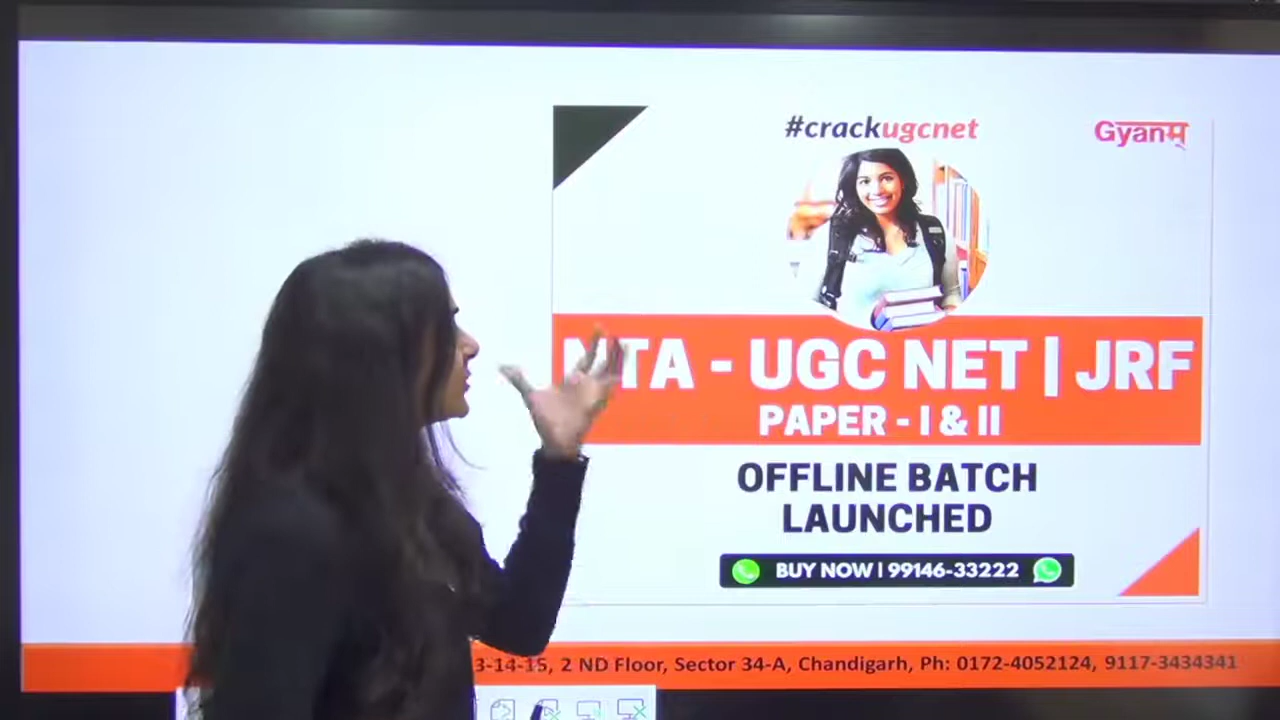 #crackugcnet
Gyanम्
NTA - UGC NET | JRF
PAPER - I & II
OFFLINE BATCH
LAUNCHED
BUY NOW | 99146-33222
3-14-15, 2 ND Floor, Sector 34-A, Chandigarh, Ph: 0172-4052124, 9117-3434341